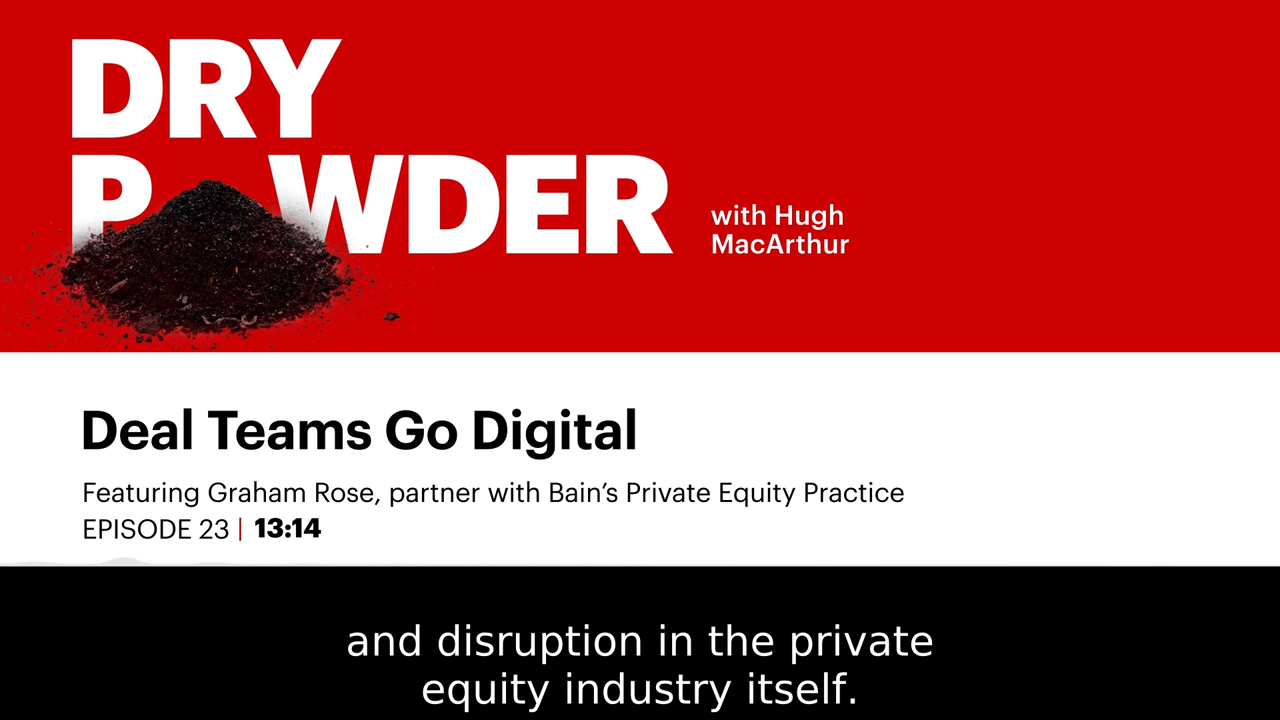 DRY
POWDER
with Hugh
MacArthur
Deal Teams Go Digital
Featuring Graham Rose, partner with Bain’s Private Equity Practice
EPISODE 23 | 13:14
and disruption in the private
equity industry itself.